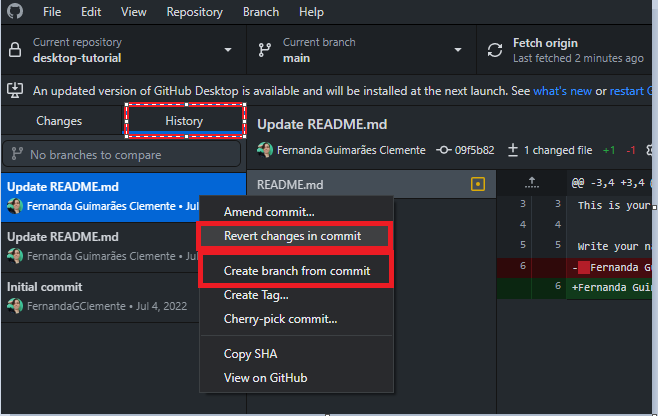 File Edit View Repository Branch Help
Current repository
desktop-tutorial
Current branch
main
Fetch origin
Last fetched 2 minutes ago
An updated version of GitHub Desktop is available and will be installed at the next launch. See what's new or restart G
Changes
History
No branches to compare
Update README.md
Fernanda Guimarães Clemente • Jul
Update README.md
Fernanda Guimarães Clemente • Jul
Initial commit
FernandaGClemente • Jul 4, 2022
Update README.md
Fernanda Guimarães Clemente 09f5b82 1 changed file +1 -1
README.md
Amend commit...
Revert changes in commit
Create branch from commit
Create Tag...
Cherry-pick commit...
Copy SHA
View on GitHub
@@ -3,4 +3,4 @
3 3 This is your
4 4
5 5 Write your na
6 - Fernanda Gui
6 +Fernanda Guim